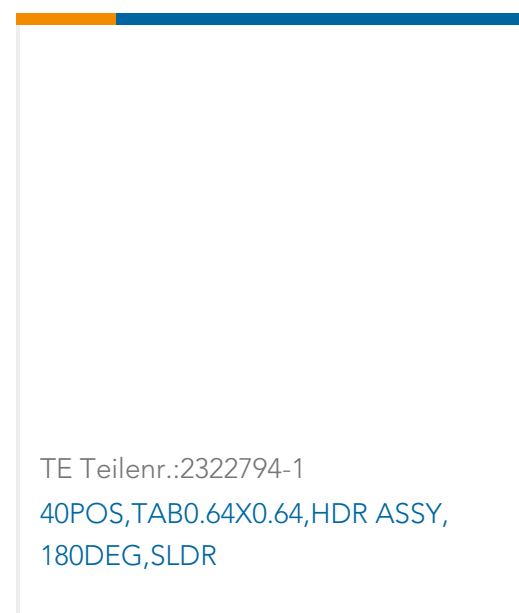 TE Teilenr.:2322794-1
40POS,TAB0.64X0.64,HDR ASSY,
180DEG,SLDR